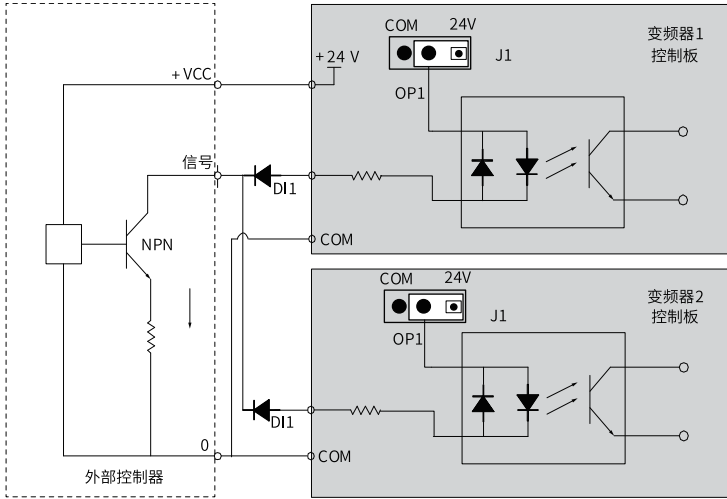 COM 24V
变频器1
控制板
+24 V
J1
+VCC
OP1
信号
DI1
NPN
COM
COM 24V
变频器2
控制板
J1
OP1
DI1
0
COM
外部控制器